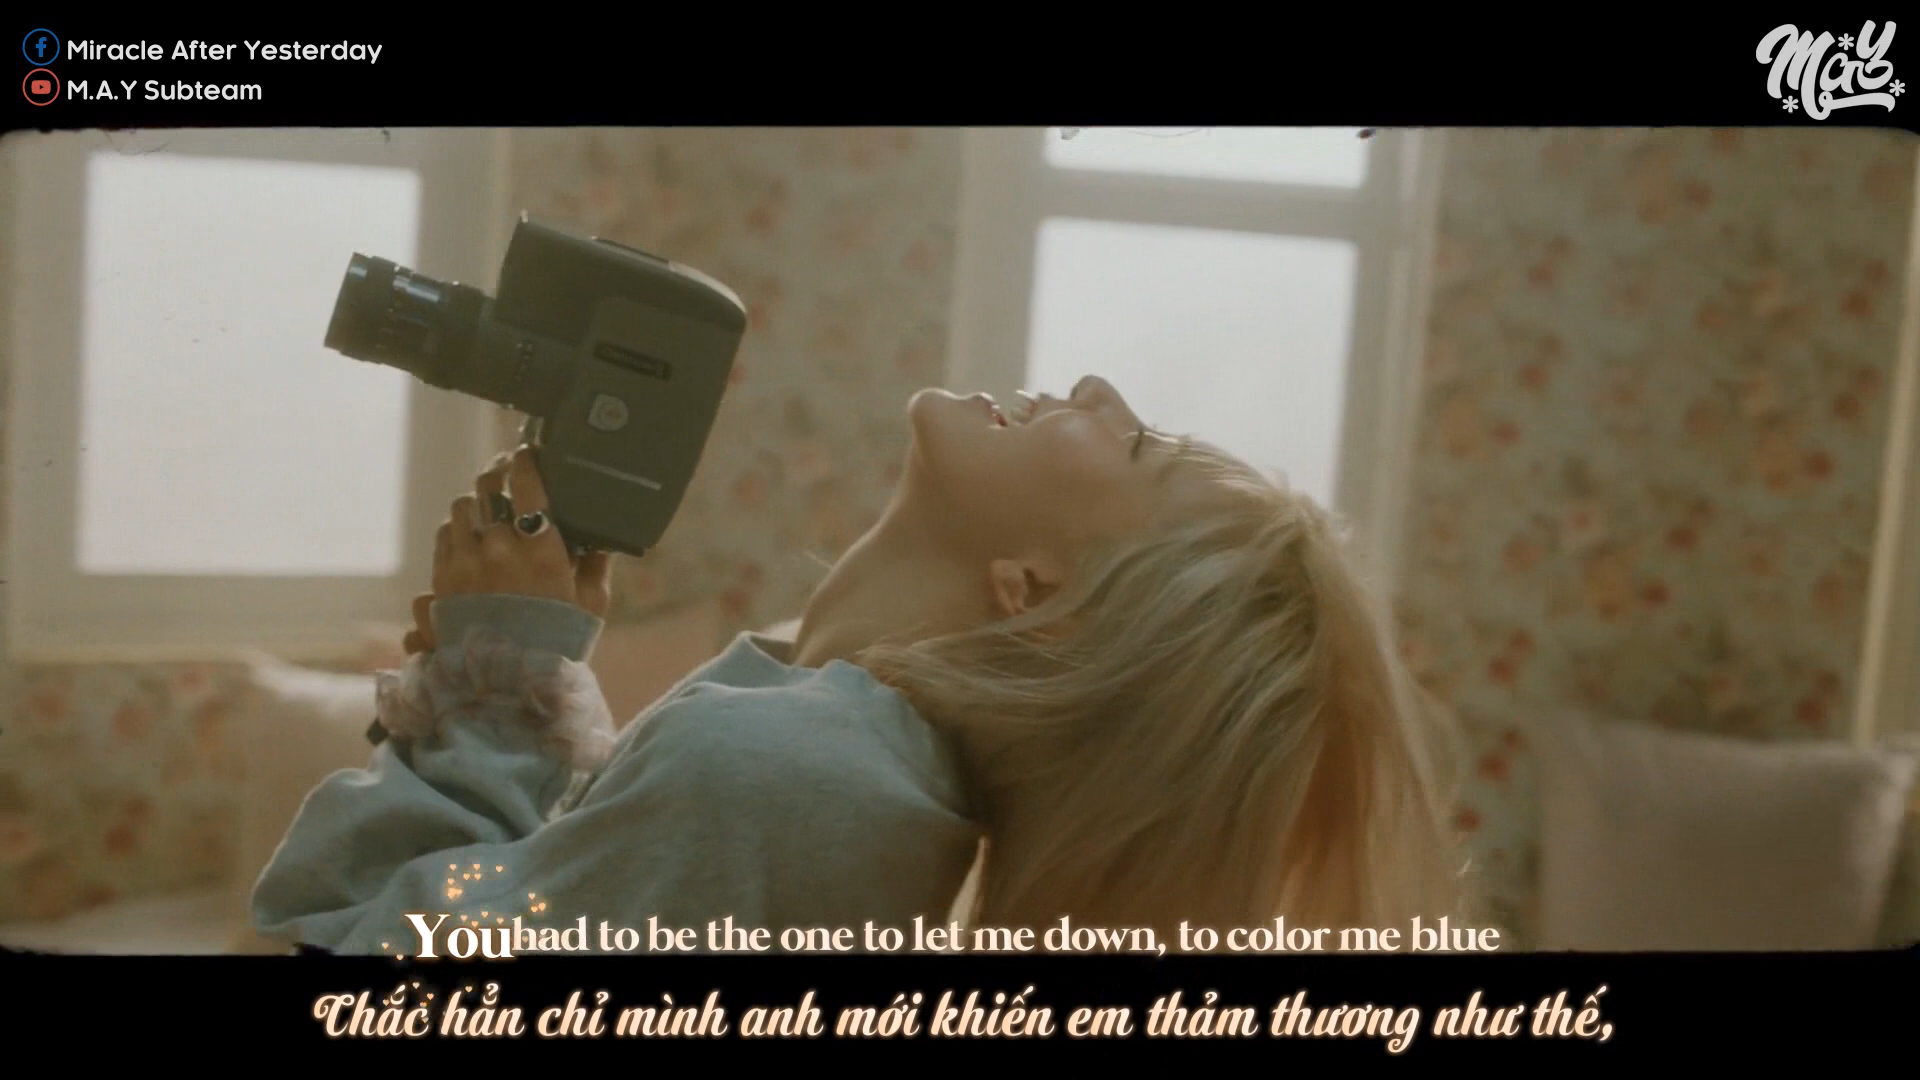 Miracle After Yesterday
M.A.Y Subteam
May
You had to be the one to let me down, to color me blue
Chắc hẳn chỉ mình anh mới khiến em thảm thương như thế,